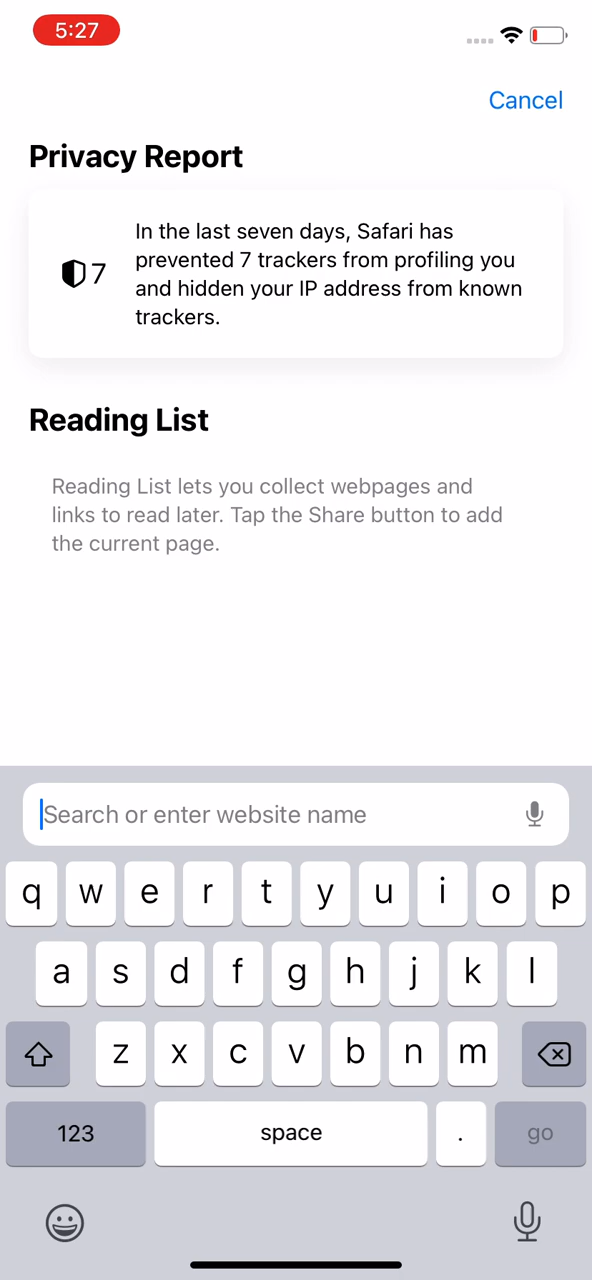 5:27
Cancel
Privacy Report
7
In the last seven days, Safari has
prevented 7 trackers from profiling you
and hidden your IP address from known
trackers.
Reading List
Reading List lets you collect webpages and
links to read later. Tap the Share button to add
the current page.
Search or enter website name
q w e r t y u i o p
a s d f g h j k l
z x c v b n m
123 space . go